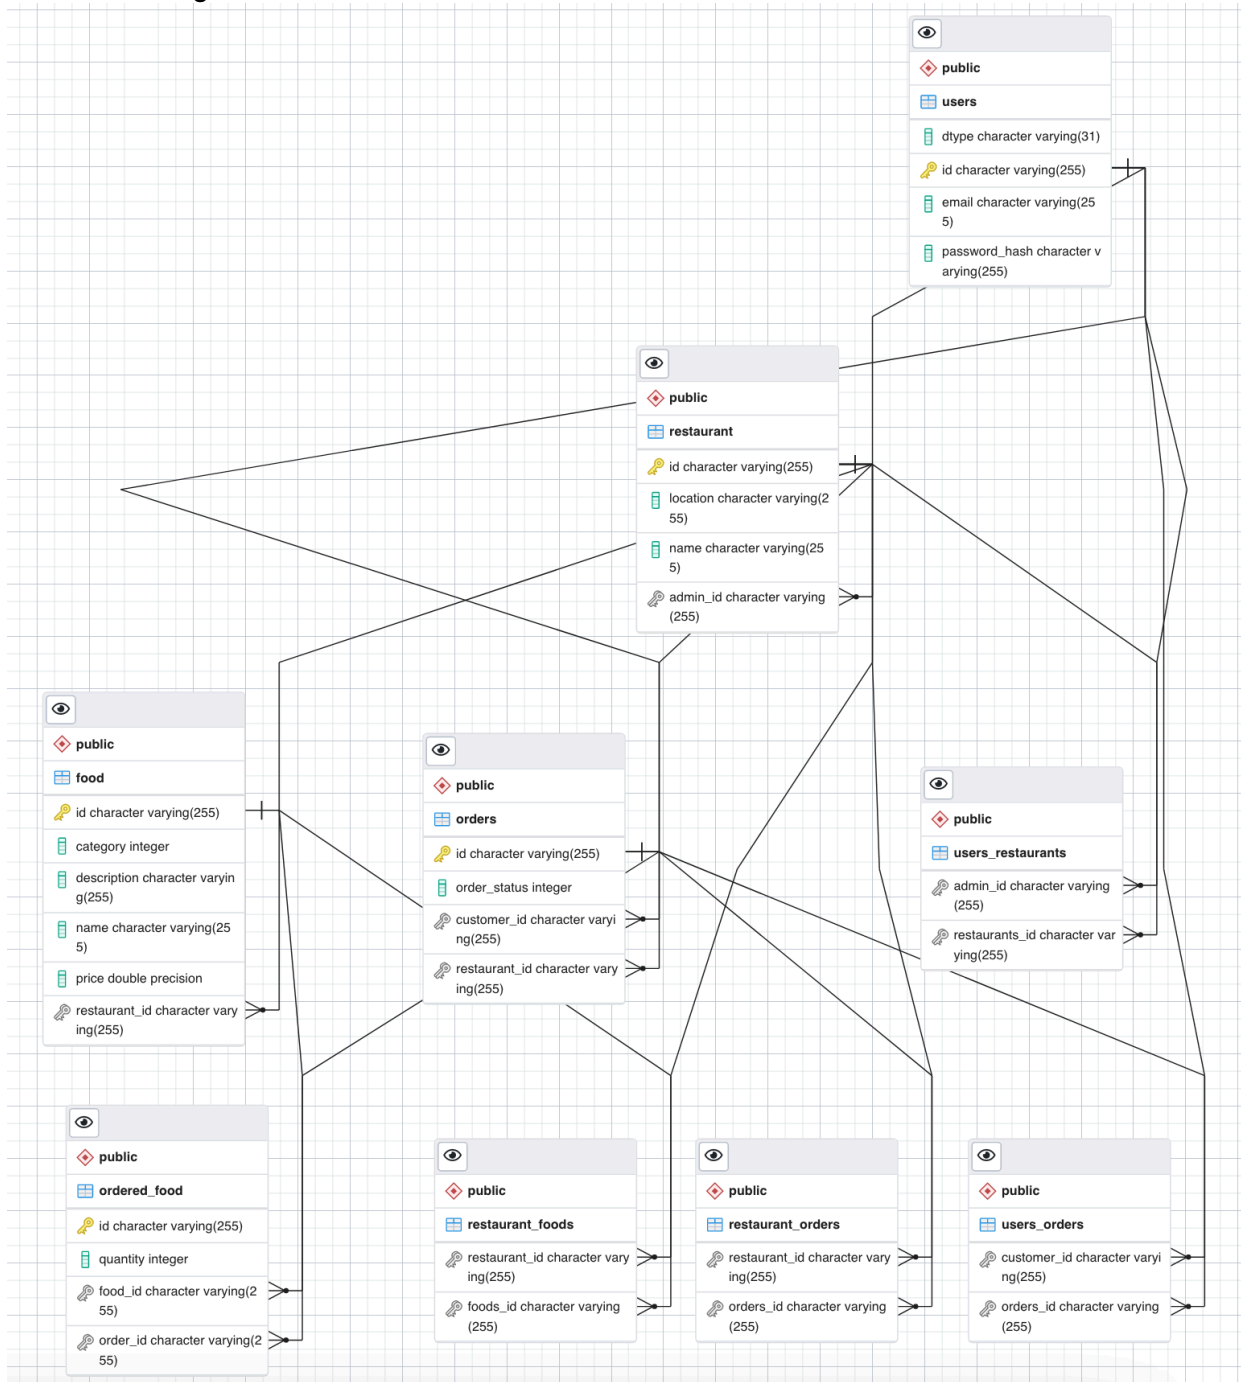 public
users
dtype character varying(31)
id character varying(255)
email character varying(25
5)
password_hash character v
arying(255)
public
restaurant
id character varying(255)
location character varying(2
55)
name character varying(25
5)
admin_id character varying
(255)
public
food
id character varying(255)
category integer
description character varyin
g(255)
name character varying(25
5)
price double precision
restaurant_id character vary
ing(255)
public
orders
id character varying(255)
order_status integer
customer_id character varyi
ng(255)
restaurant_id character vary
ing(255)
public
users_restaurants
admin_id character varying
(255)
restaurants_id character var
ying(255)
public
ordered_food
id character varying(255)
quantity integer
food_id character varying(2
55)
order_id character varying(2
55)
public
restaurant_foods
restaurant_id character vary
ing(255)
foods_id character varying
(255)
public
restaurant_orders
restaurant_id character vary
ing(255)
orders_id character varying
(255)
public
users_orders
customer_id character varyi
ng(255)
orders_id character varying
(255)